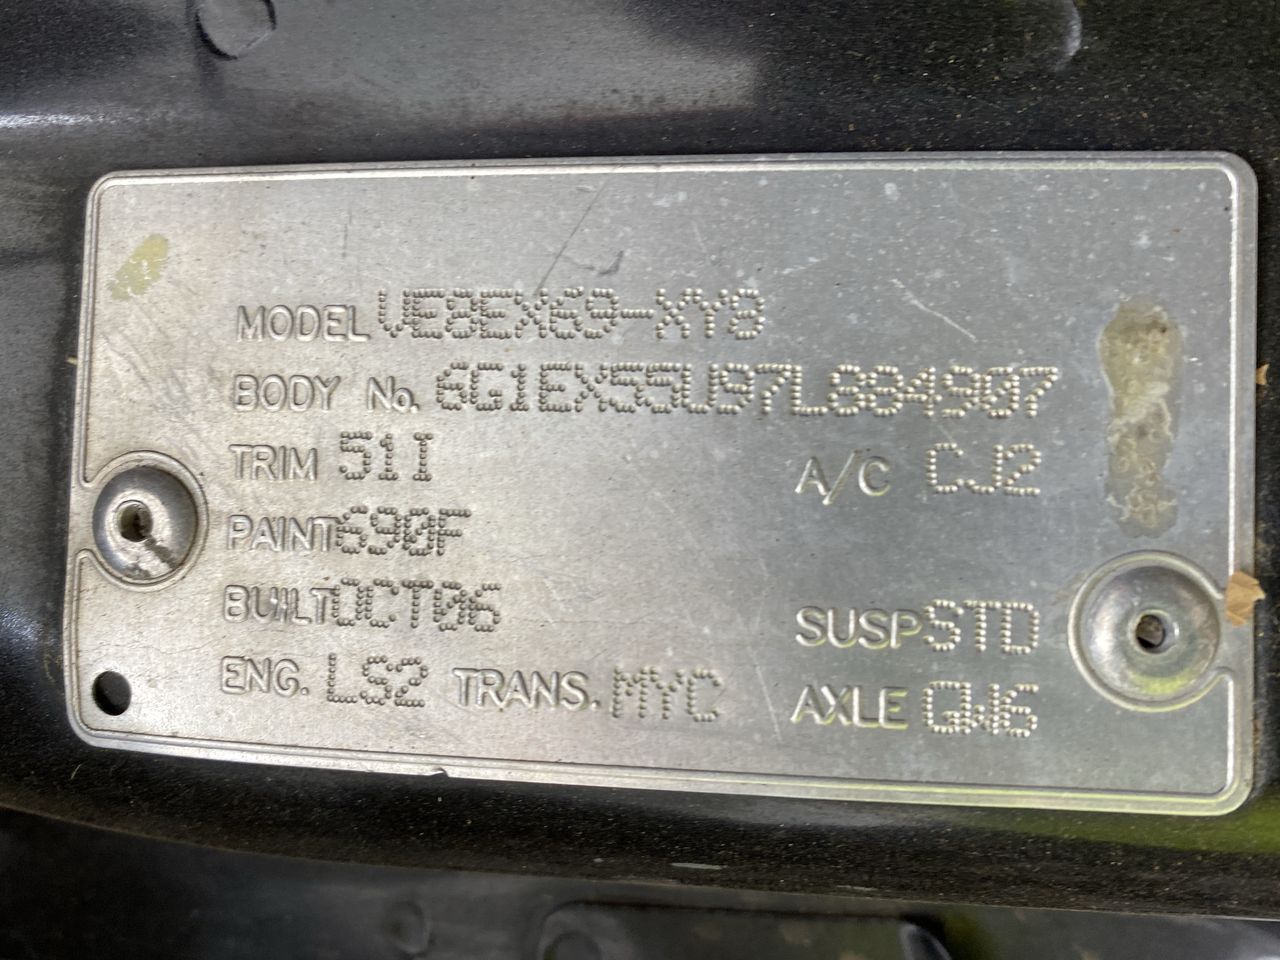 MODEL VE8EX69-XY8
BODY No. 6G1EX55U97L884907
TRIM 51I A/C CJ2
PAINT 690F
BUILT OCT06 SUSP STD
ENG. LS2 TRANS. MYC AXLE GW6